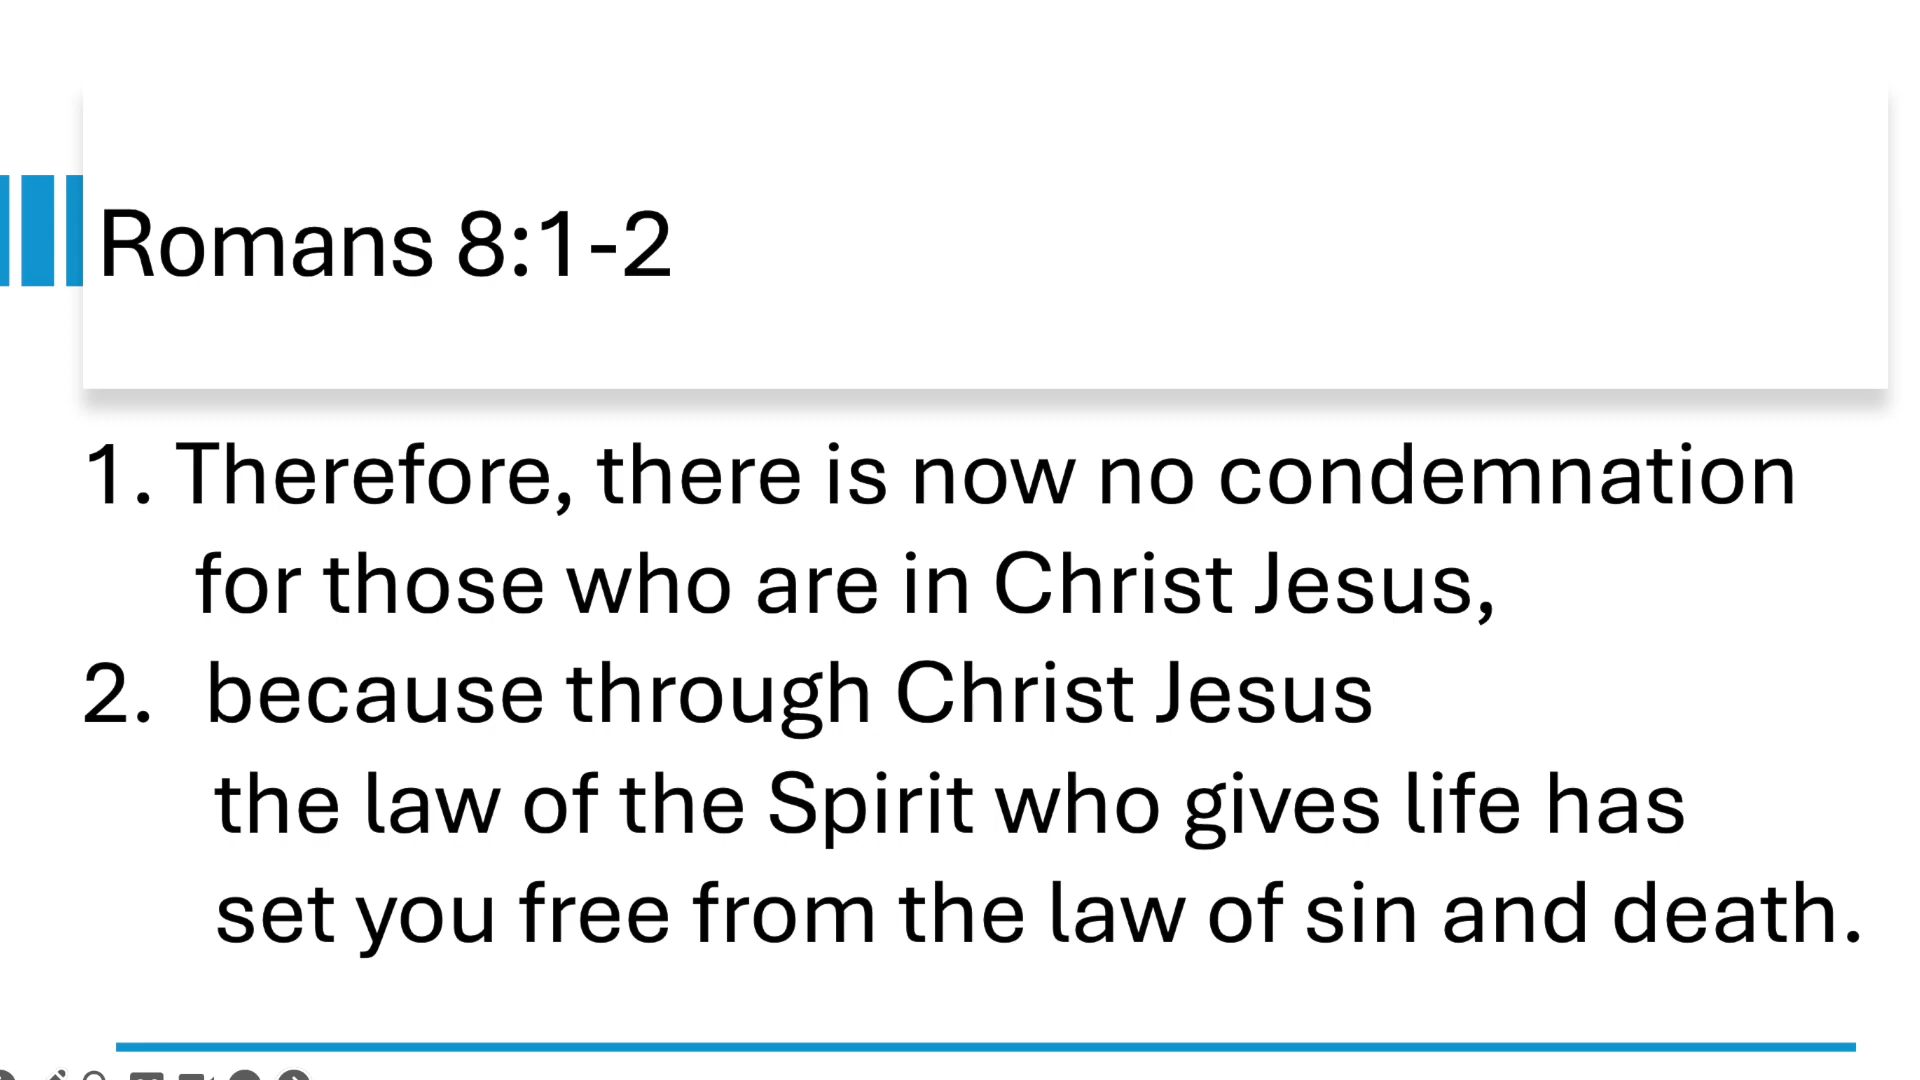 Romans 8:1-2
1. Therefore, there is now no condemnation
for those who are in Christ Jesus,
2. because through Christ Jesus
the law of the Spirit who gives life has
set you free from the law of sin and death.